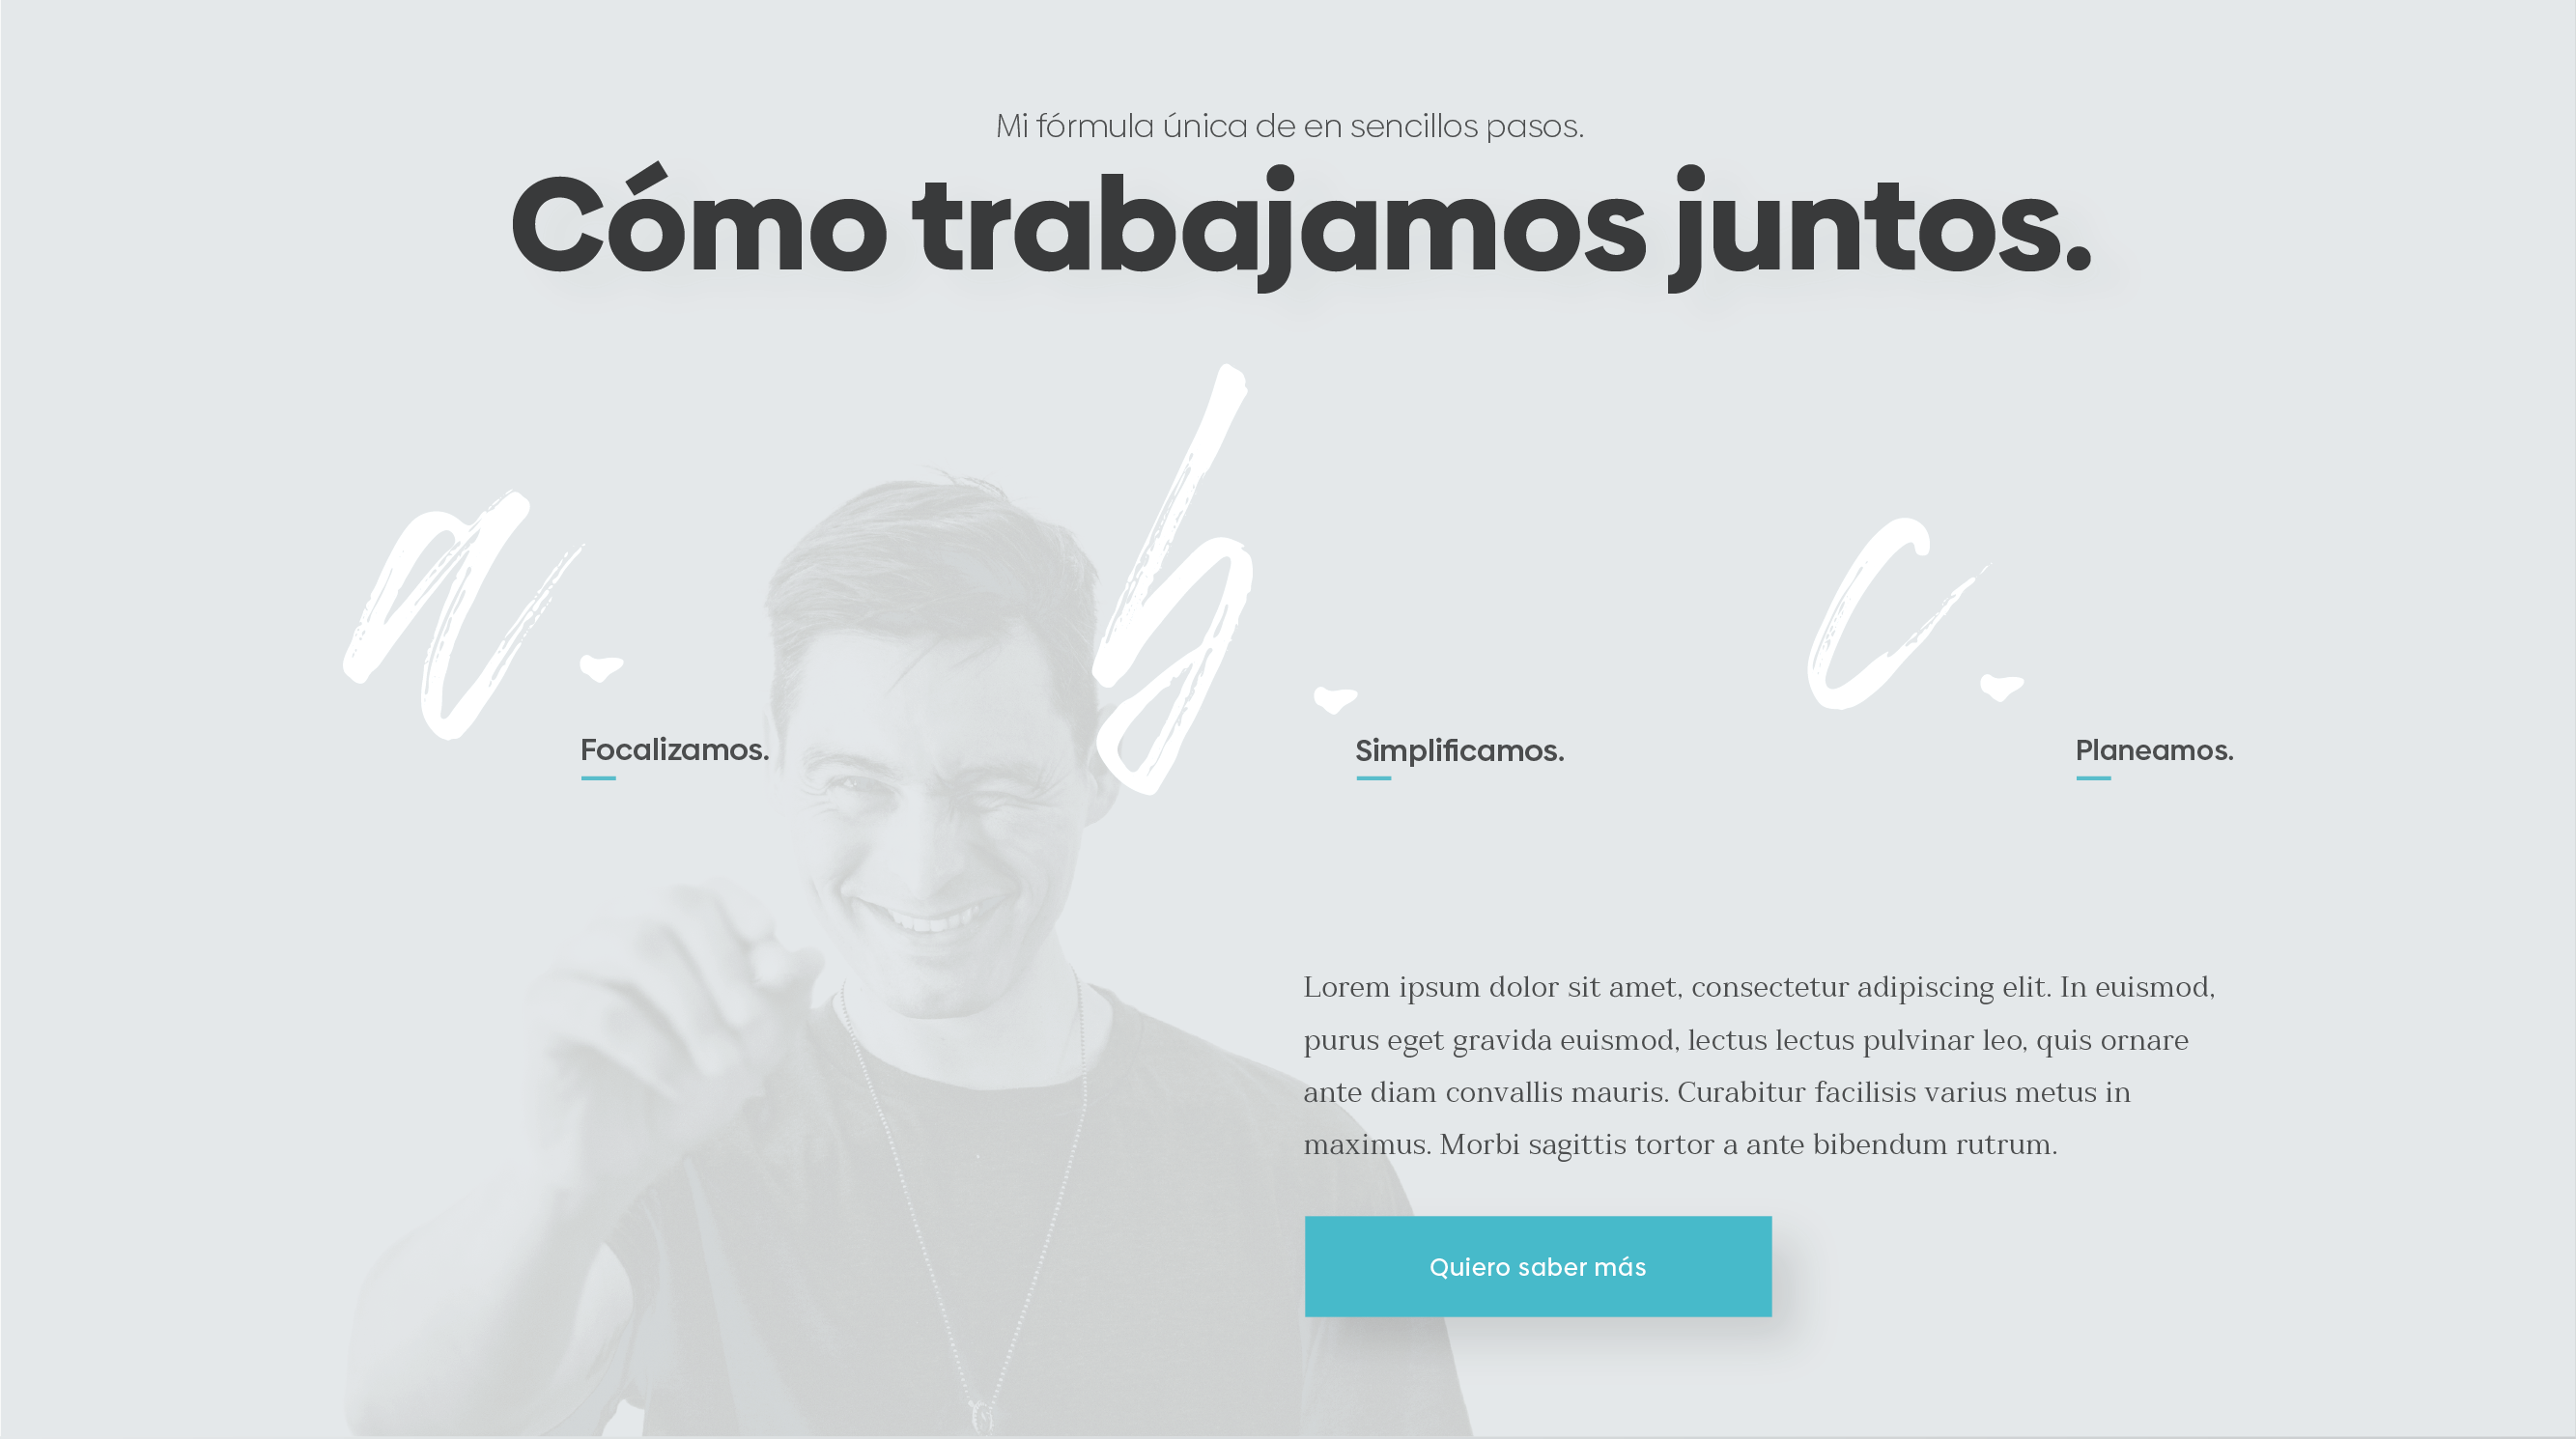 Mi fórmula única de en sencillos pasos.
Cómo trabajamos juntos.
a.
Focalizamos.
b.
Simplificamos.
c.
Planeamos.
Lorem ipsum dolor sit amet, consectetur adipiscing elit. In euismod,
purus eget gravida euismod, lectus lectus pulvinar leo, quis ornare
ante diam convallis mauris. Curabitur facilisis varius metus in
maximus. Morbi sagittis tortor a ante bibendum rutrum.
Quiero saber más